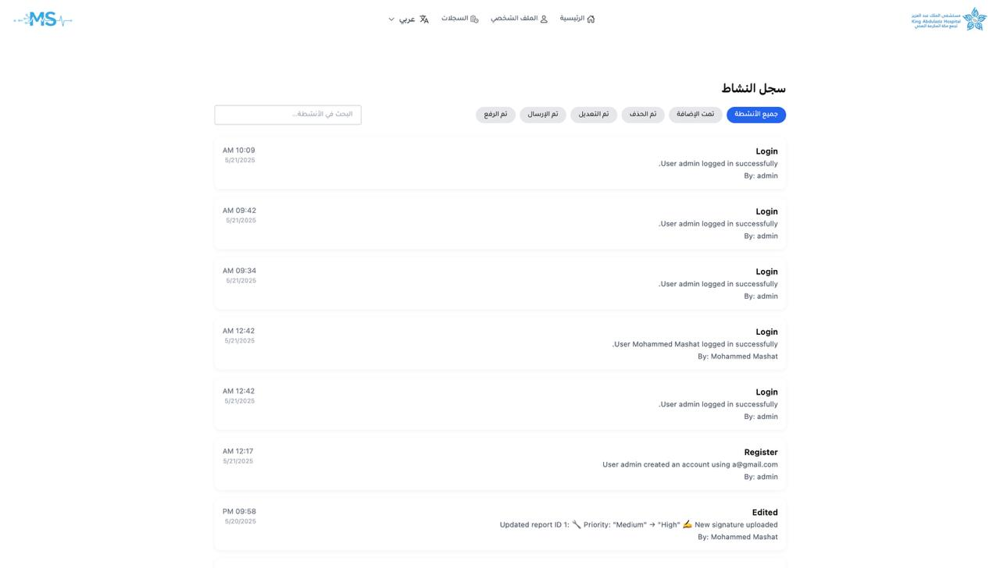 مستشفى الملك عبد العزيز
King Abdulaziz Hospital
تجمع مكة المكرمة الصحي
الرئيسية
الملف الشخصي
السجلات
عربي
MS
سجل النشاط
جميع الأنشطة
تمت الإضافة
تم الحذف
تم التعديل
تم الإرسال
تم الرفع
البحث في الأنشطة...
Login
.User admin logged in successfully
By: admin
AM 10:09
5/21/2025
Login
.User admin logged in successfully
By: admin
AM 09:42
5/21/2025
Login
.User admin logged in successfully
By: admin
AM 09:34
5/21/2025
Login
.User Mohammed Mashat logged in successfully
By: Mohammed Mashat
AM 12:42
5/21/2025
Login
.User admin logged in successfully
By: admin
AM 12:42
5/21/2025
Register
User admin created an account using a@gmail.com
By: admin
AM 12:17
5/21/2025
Edited
Updated report ID 1: 🔧 Priority: "Medium" → "High" ✍️ New signature uploaded
By: Mohammed Mashat
PM 09:58
5/20/2025